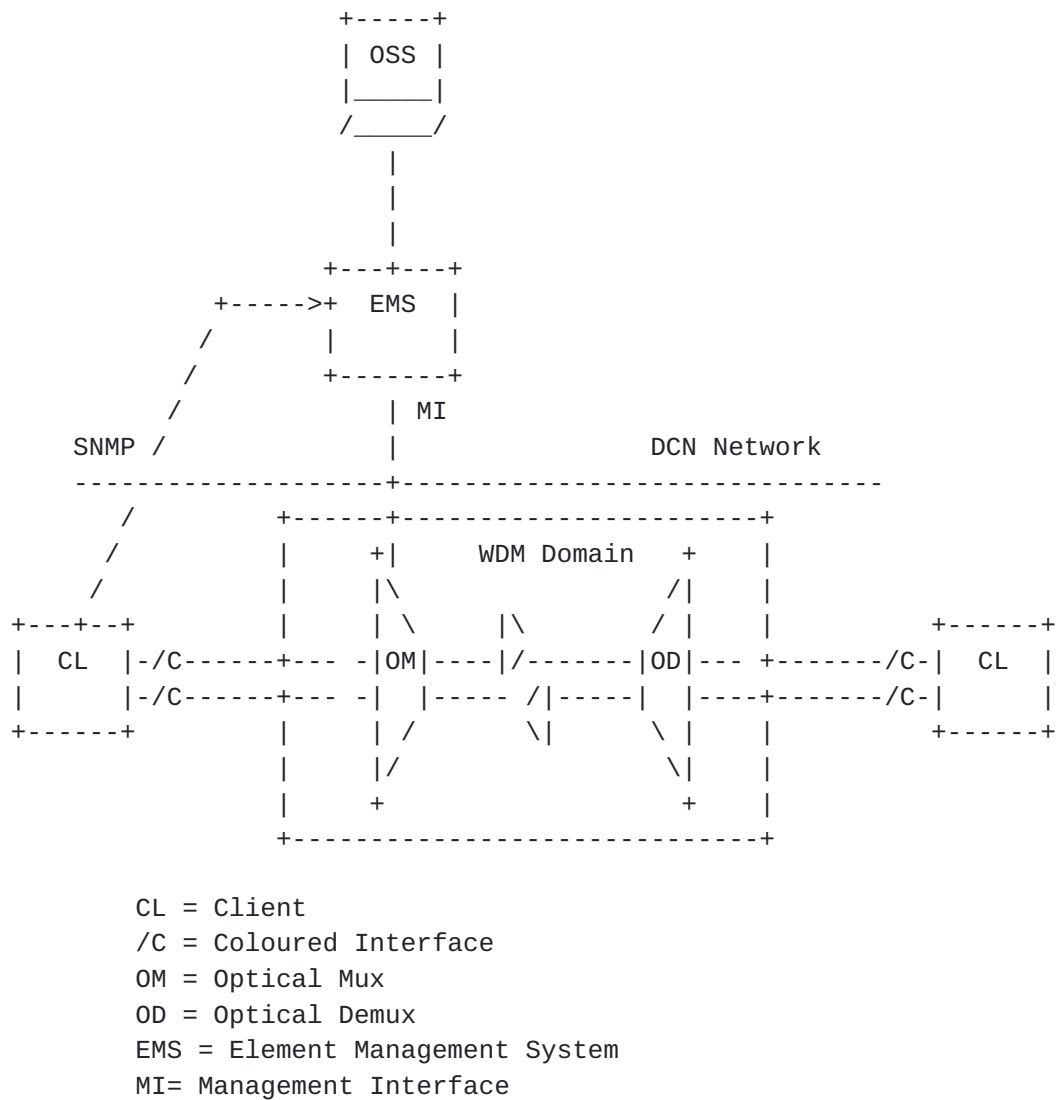 OSS
EMS
MI
SNMP DCN Network
WDM Domain
CL /C OM OD /C CL
/C /C
CL = Client
/C = Coloured Interface
OM = Optical Mux
OD = Optical Demux
EMS = Element Management System
MI= Management Interface